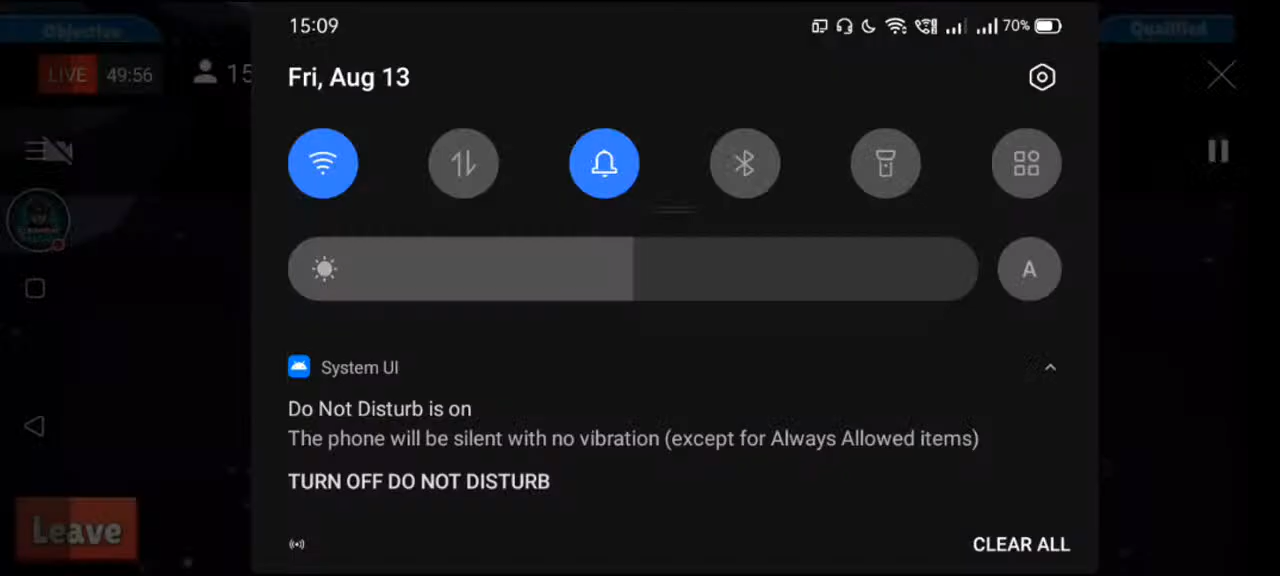 15:09
70%
Objective
Qualified
LIVE 49:56
15
Fri, Aug 13
A
System UI
Do Not Disturb is on
The phone will be silent with no vibration (except for Always Allowed items)
TURN OFF DO NOT DISTURB
Leave
CLEAR ALL